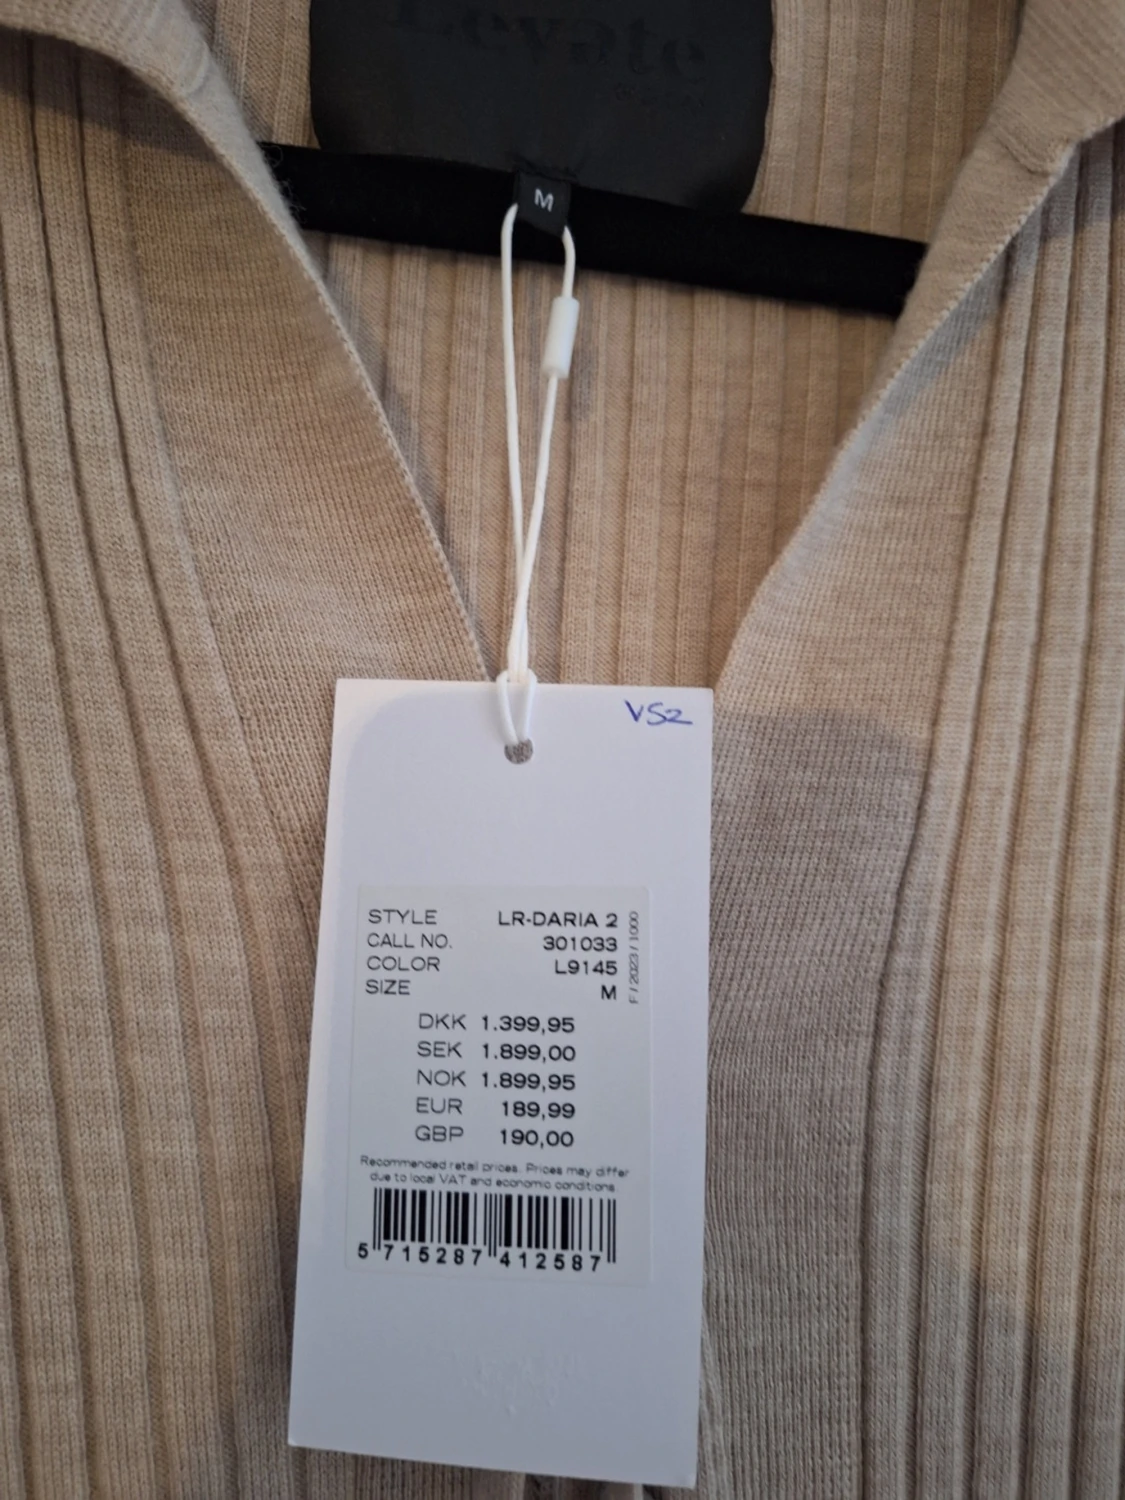 Levete
M
VS2
STYLE LR-DARIA 2
CALL NO. 301033
COLOR L9145
SIZE M
F / 2023 / 1000
DKK 1.399,95
SEK 1.899,00
NOK 1.899,95
EUR 189,99
GBP 190,00
Recommended retail prices. Prices may differ
due to local VAT and economic conditions.
5 715287 412587